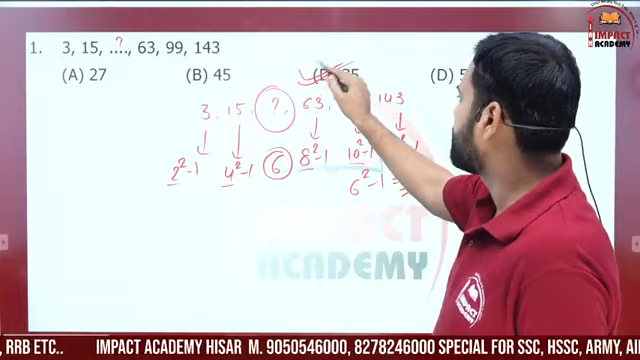 1. 3, 15, ...., 63, 99, 143
?
(A) 27 (B) 45 (D)
3. 15. ?, 63, 143
2²-1 4²-1 6 8²-1 10²-1
6²-1
IMPACT
ACADEMY
IMPACT
ACADEMY
IMPACT
ACADEMY
, RRB ETC.. IMPACT ACADEMY HISAR M. 9050546000, 8278246000 SPECIAL FOR SSC, HSSC, ARMY, AI